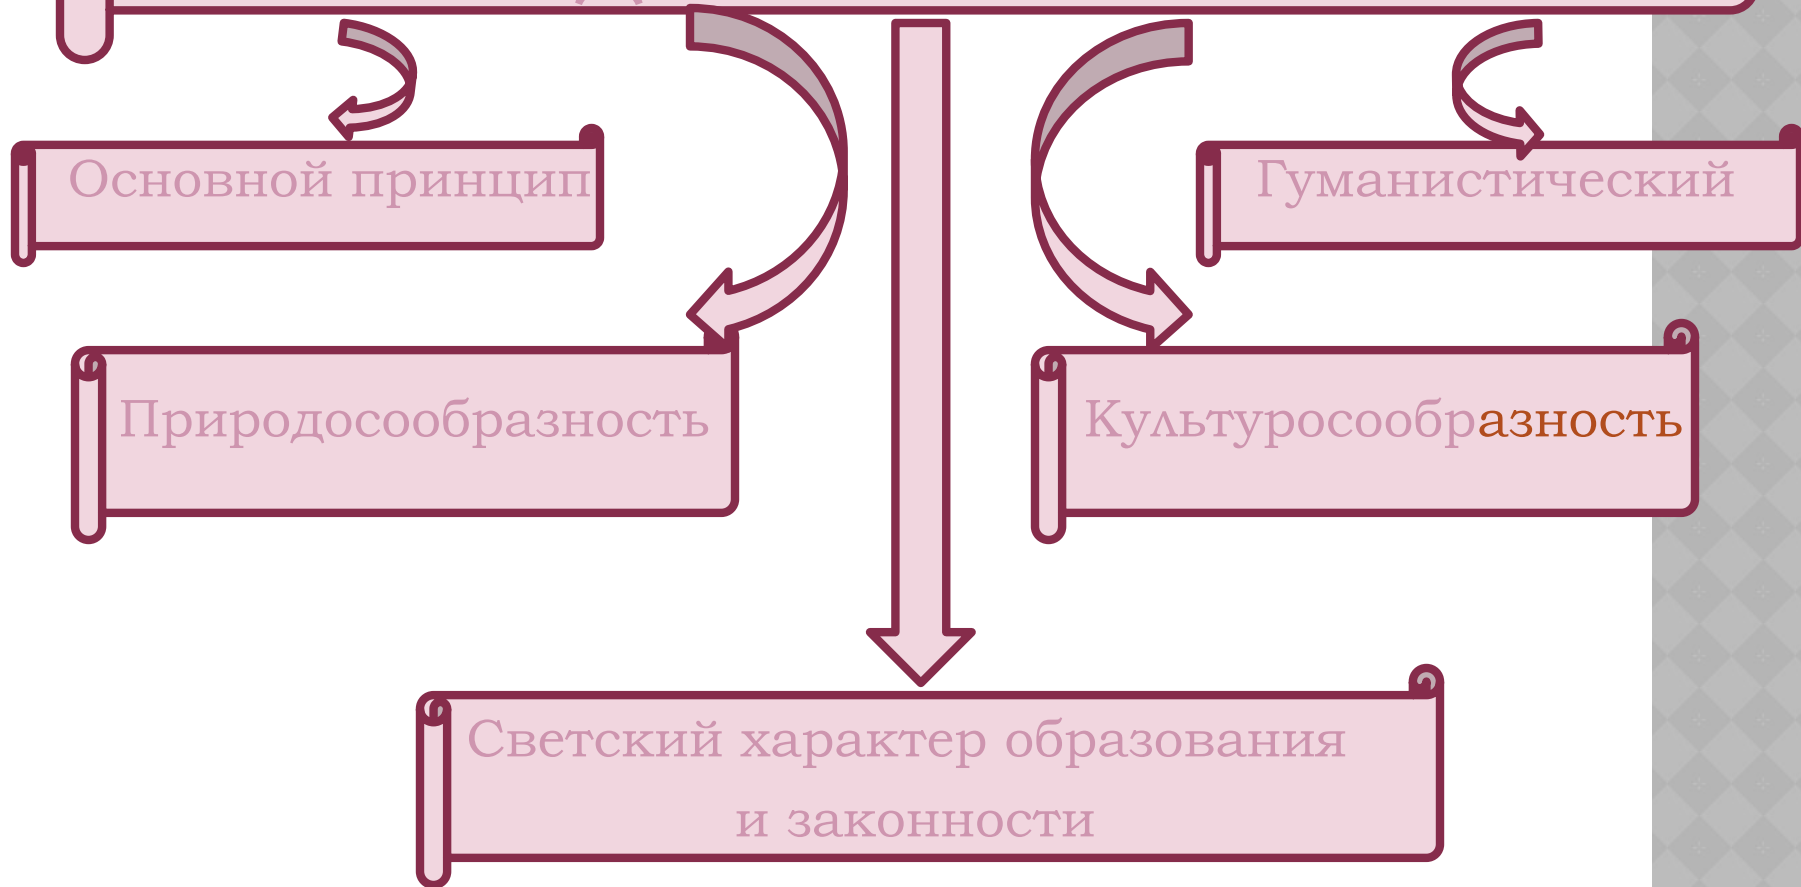 Основной принцип
Гуманистический
Природосообразность
Культуросообразность
Светский характер образования
и законности